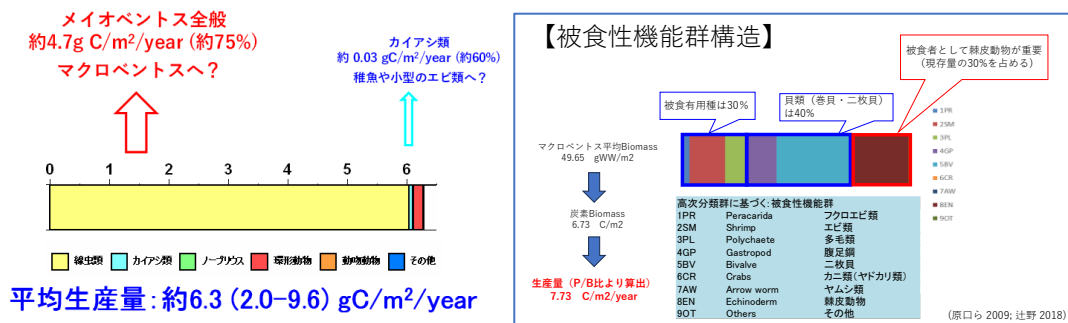 メイオベントス全般
約4.7g C/m²/year (約75%)
マクロベントスへ？
カイアシ類
約 0.03 gC/m²/year (約60%)
稚魚や小型のエビ類へ？
0 1 2 3 4 5 6
線虫類 カイアシ類 ノープリウス 環形動物 動吻動物 その他
平均生産量：約6.3 (2.0–9.6) gC/m²/year
【被食性機能群構造】
被食者として棘皮動物が重要
（現存量の30%を占める）
被食有用種は30%
貝類（巻貝・二枚貝）
は40%
マクロベントス平均Biomass
49.65 gWW/m2
炭素Biomass
6.73 C/m2
生産量（P/B比より算出）
7.73 C/m2/year
1PR
2SM
3PL
4GP
5BV
6CR
7AW
8EN
9OT
高次分類群に基づく：被食性機能群
1PR Peracarida フクロエビ類
2SM Shrimp エビ類
3PL Polychaete 多毛類
4GP Gastropod 腹足綱
5BV Bivalve 二枚貝
6CR Crabs カニ類（ヤドカリ類）
7AW Arrow worm ヤムシ類
8EN Echinoderm 棘皮動物
9OT Others その他
(原口ら 2009; 辻野 2018)